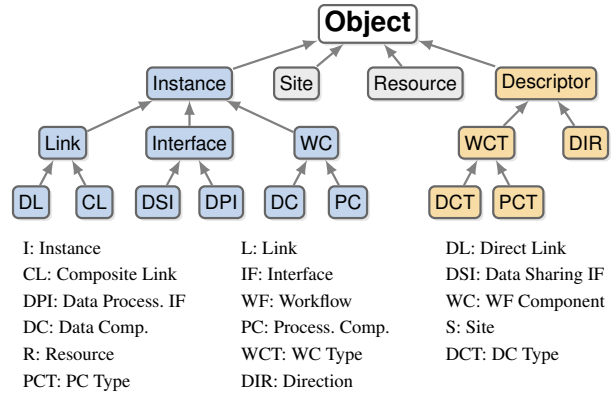 Object
Instance Site Resource Descriptor
Link Interface WC WCT DIR
DL CL DSI DPI DC PC DCT PCT
I: Instance L: Link DL: Direct Link
CL: Composite Link IF: Interface DSI: Data Sharing IF
DPI: Data Process. IF WF: Workflow WC: WF Component
DC: Data Comp. PC: Process. Comp. S: Site
R: Resource WCT: WC Type DCT: DC Type
PCT: PC Type DIR: Direction